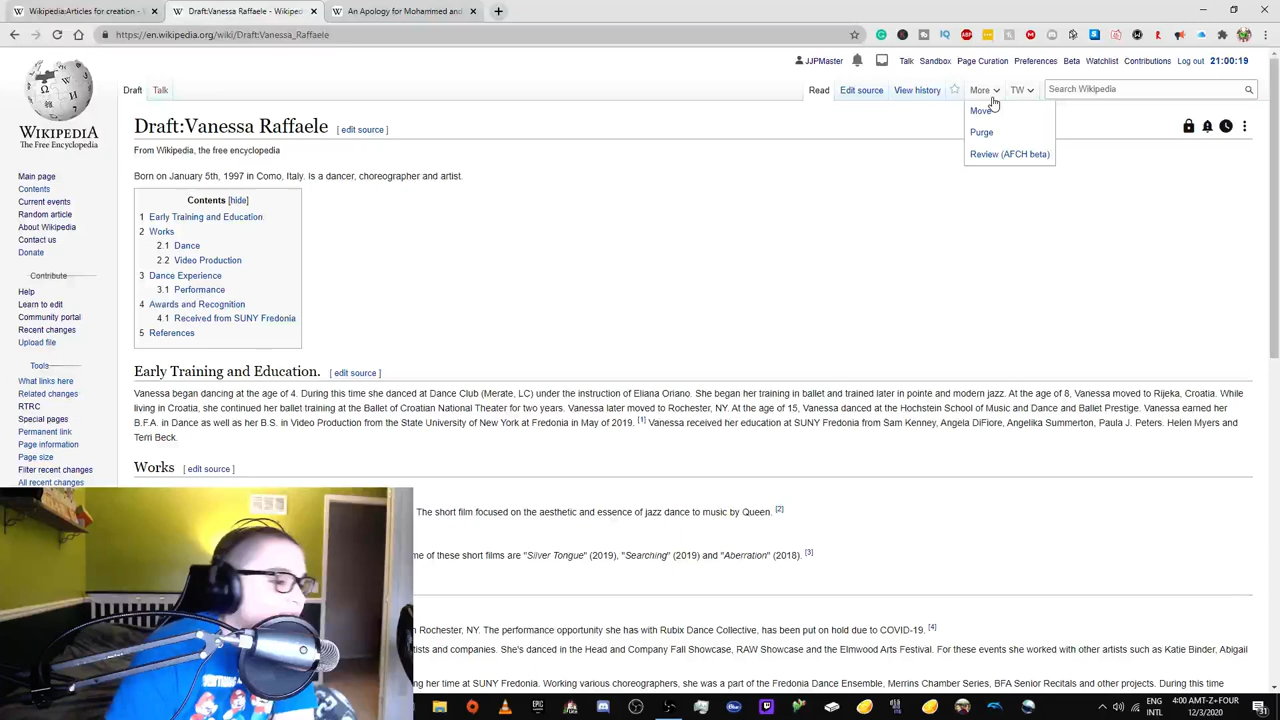 WikipediaArticles for creation -
Draft:Vanessa Raffaele - Wikiped
An Apology for Mohammed and
https://en.wikipedia.org/wiki/Draft:Vanessa_Raffaele
JJPMaster Talk Sandbox Page Curation Preferences Beta Watchlist Contributions Log out 21:00:19
Draft Talk Read Edit source View history More TW Search Wikipedia
Move
Purge
Review (AFCH beta)
WIKIPEDIA
The Free Encyclopedia
Main page
Contents
Current events
Random article
About Wikipedia
Contact us
Donate
Contribute
Help
Learn to edit
Community portal
Recent changes
Upload file
Tools
What links here
Related changes
RTRC
Special pages
Permanent link
Page information
Page size
Filter recent changes
All recent changes
Draft:Vanessa Raffaele [ edit source ]
From Wikipedia, the free encyclopedia
Born on January 5th, 1997 in Como, Italy. Is a dancer, choreographer and artist.
Contents [hide]
1 Early Training and Education
2 Works
2.1 Dance
2.2 Video Production
3 Dance Experience
3.1 Performance
4 Awards and Recognition
4.1 Received from SUNY Fredonia
5 References
Early Training and Education. [ edit source ]
Vanessa began dancing at the age of 4. During this time she danced at Dance Club (Merate, LC) under the instruction of Eliana Oriano. She began her training in ballet and trained later in pointe and modern jazz. At the age of 8, Vanessa moved to Rijeka, Croatia. While
living in Croatia, she continued her ballet training at the Ballet of Croatian National Theater for two years. Vanessa later moved to Rochester, NY. At the age of 15, Vanessa danced at the Hochstein School of Music and Dance and Ballet Prestige. Vanessa earned her
B.F.A. in Dance as well as her B.S. in Video Production from the State University of New York at Fredonia in May of 2019. [1] Vanessa received her education at SUNY Fredonia from Sam Kenney, Angela DiFiore, Angelika Summerton, Paula J. Peters. Helen Myers and
Terri Beck.
Works [ edit source ]
The short film focused on the aesthetic and essence of jazz dance to music by Queen. [2]
me of these short films are "Silver Tongue" (2019), "Searching" (2019) and "Aberration" (2018). [3]
n Rochester, NY. The performance opportunity she has with Rubix Dance Collective, has been put on hold due to COVID-19. [4]
tists and companies. She's danced in the Head and Company Fall Showcase, RAW Showcase and the Elmwood Arts Festival. For these events she worked with other artists such as Katie Binder, Abigail
ng her time at SUNY Fredonia. Working various choreographers, she was a part of the Fredonia Dance Ensemble, Merrins Chamber Series, BFA Senior Recitals and other projects. During this time
ENG
INTL
4:00 AMT-Z+FOUR
12/3/2020